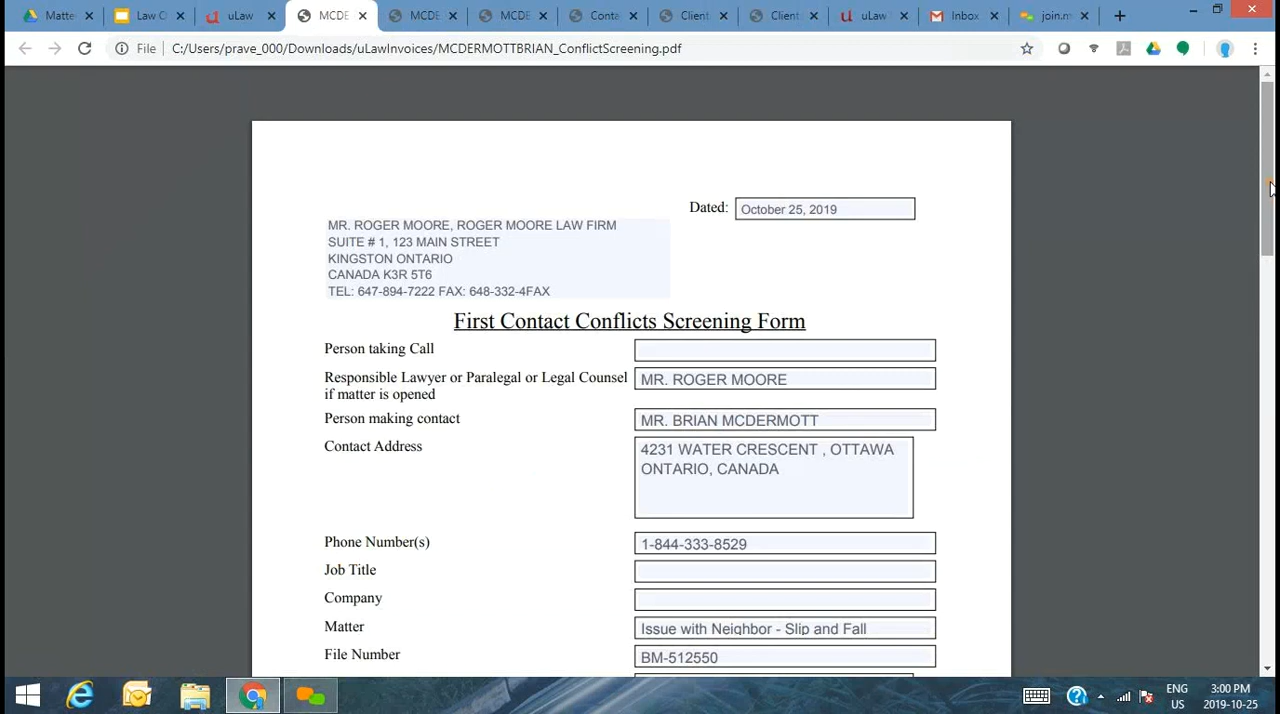 Matte
Law C
uLaw
MCDE
MCDE
MCDE
Conta
Client
Client
uLaw
Inbox
join.m
File
C:/Users/prave_000/Downloads/uLawInvoices/MCDERMOTTBRIAN_ConflictScreening.pdf
Dated: October 25, 2019
MR. ROGER MOORE, ROGER MOORE LAW FIRM
SUITE # 1, 123 MAIN STREET
KINGSTON ONTARIO
CANADA K3R 5T6
TEL: 647-894-7222 FAX: 648-332-4FAX
First Contact Conflicts Screening Form
Person taking Call
Responsible Lawyer or Paralegal or Legal Counsel
if matter is opened
MR. ROGER MOORE
Person making contact
MR. BRIAN MCDERMOTT
Contact Address
4231 WATER CRESCENT , OTTAWA
ONTARIO, CANADA
Phone Number(s)
1-844-333-8529
Job Title
Company
Matter
Issue with Neighbor - Slip and Fall
File Number
BM-512550
ENG
US
3:00 PM
2019-10-25